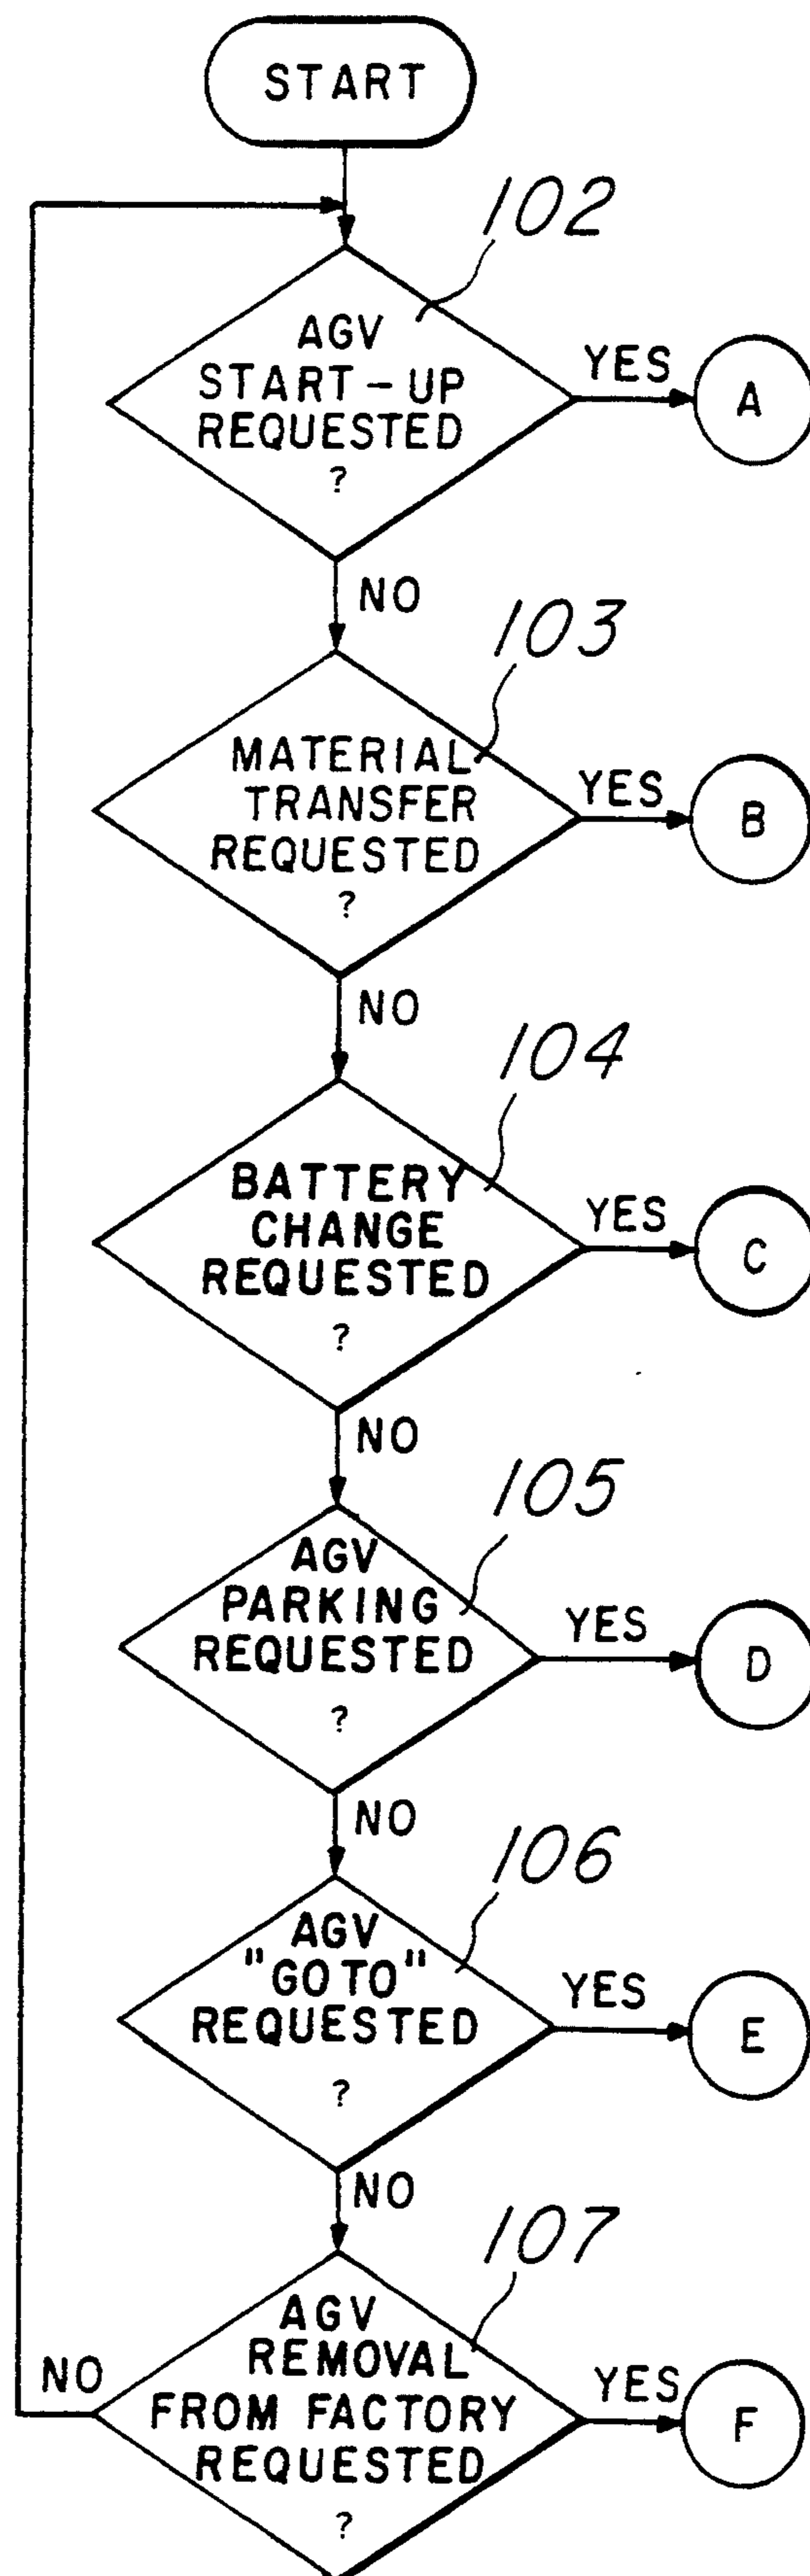 START
102
AGV
START-UP
REQUESTED
?
YES
A
NO
103
MATERIAL
TRANSFER
REQUESTED
?
YES
B
NO
104
BATTERY
CHANGE
REQUESTED
?
YES
C
NO
105
AGV
PARKING
REQUESTED
?
YES
D
NO
106
AGV
"GO TO"
REQUESTED
?
YES
E
NO
107
AGV
REMOVAL
FROM FACTORY
REQUESTED
?
NO
YES
F